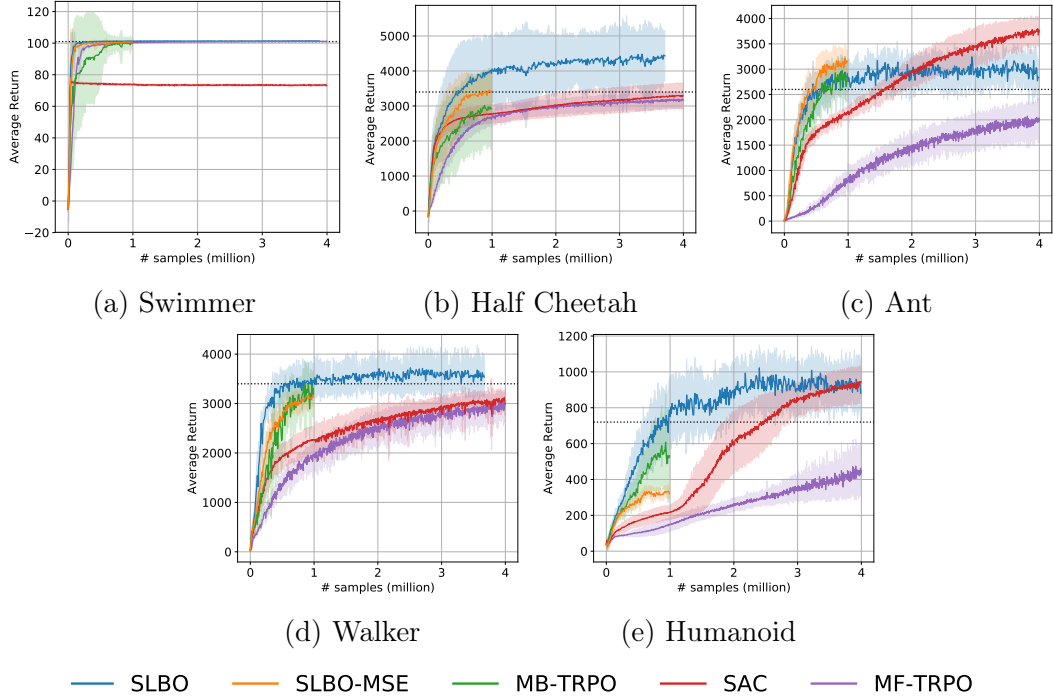 120
100
80
60
40
20
0
−20
Average Return
0 1 2 3 4
# samples (million)
(a) Swimmer
5000
4000
3000
2000
1000
0
Average Return
0 1 2 3 4
# samples (million)
(b) Half Cheetah
4000
3500
3000
2500
2000
1500
1000
500
0
Average Return
0 1 2 3 4
# samples (million)
(c) Ant
4000
3000
2000
1000
0
Average Return
0 1 2 3 4
# samples (million)
(d) Walker
1200
1000
800
600
400
200
0
Average Return
0 1 2 3 4
# samples (million)
(e) Humanoid
SLBO SLBO-MSE MB-TRPO SAC MF-TRPO